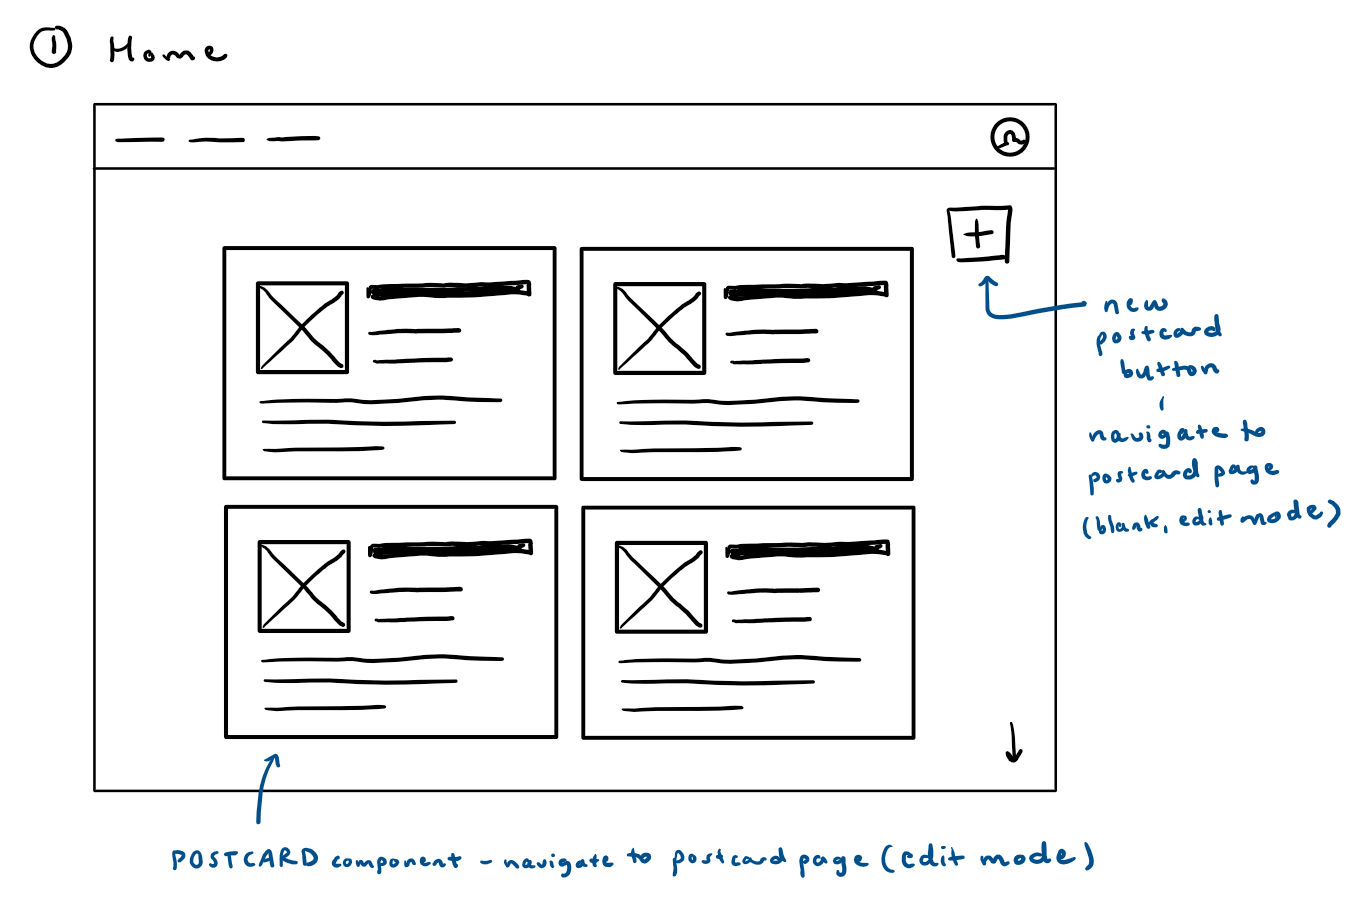 1 Home
+
new
postcard
button
navigate to
postcard page
(blank, edit mode)
POSTCARD component - navigate to postcard page (edit mode)